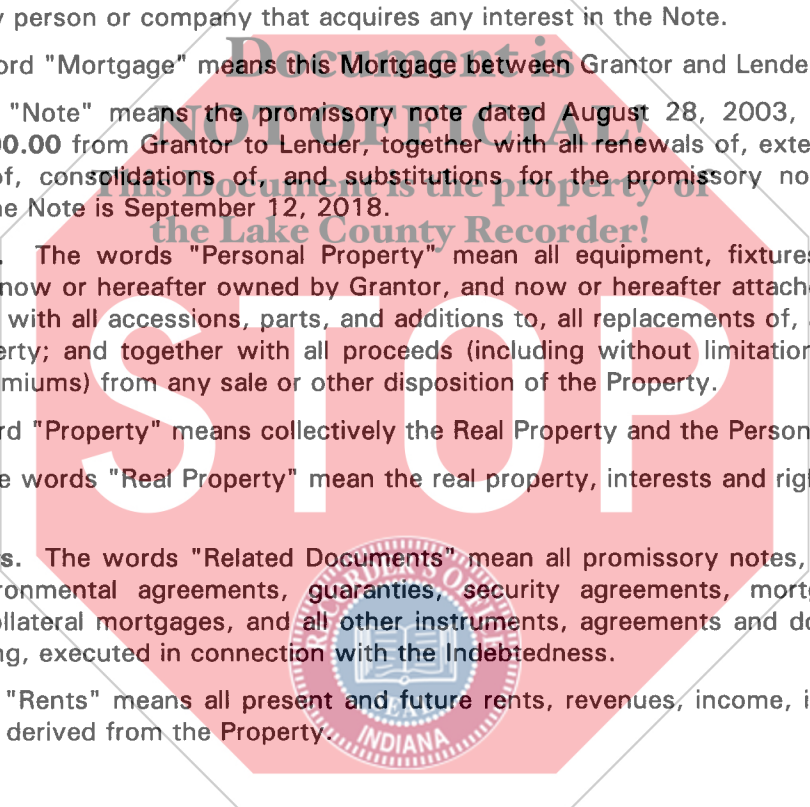 y person or company that acquires any interest in the Note.
Document is
ord "Mortgage" means this Mortgage between Grantor and Lende
"Note" means the promissory note dated August 28, 2003,
NOT OFFICIAL!
00.00 from Grantor to Lender, together with all renewals of, exte
of, consolidations of, and substitutions for the promissory no
This Document is the property of
ne Note is September 12, 2018.
the Lake County Recorder!
. The words "Personal Property" mean all equipment, fixtures
now or hereafter owned by Grantor, and now or hereafter attache
with all accessions, parts, and additions to, all replacements of,
erty; and together with all proceeds (including without limitation
miums) from any sale or other disposition of the Property.
STOP
rd "Property" means collectively the Real Property and the Person
e words "Real Property" mean the real property, interests and rig
s. The words "Related Documents" mean all promissory notes,
ronmental agreements, guaranties, security agreements, mortg
ollateral mortgages, and all other instruments, agreements and do
ng, executed in connection with the Indebtedness.
"Rents" means all present and future rents, revenues, income, i
derived from the Property.
RECORDER'S OFFI
INDIANA